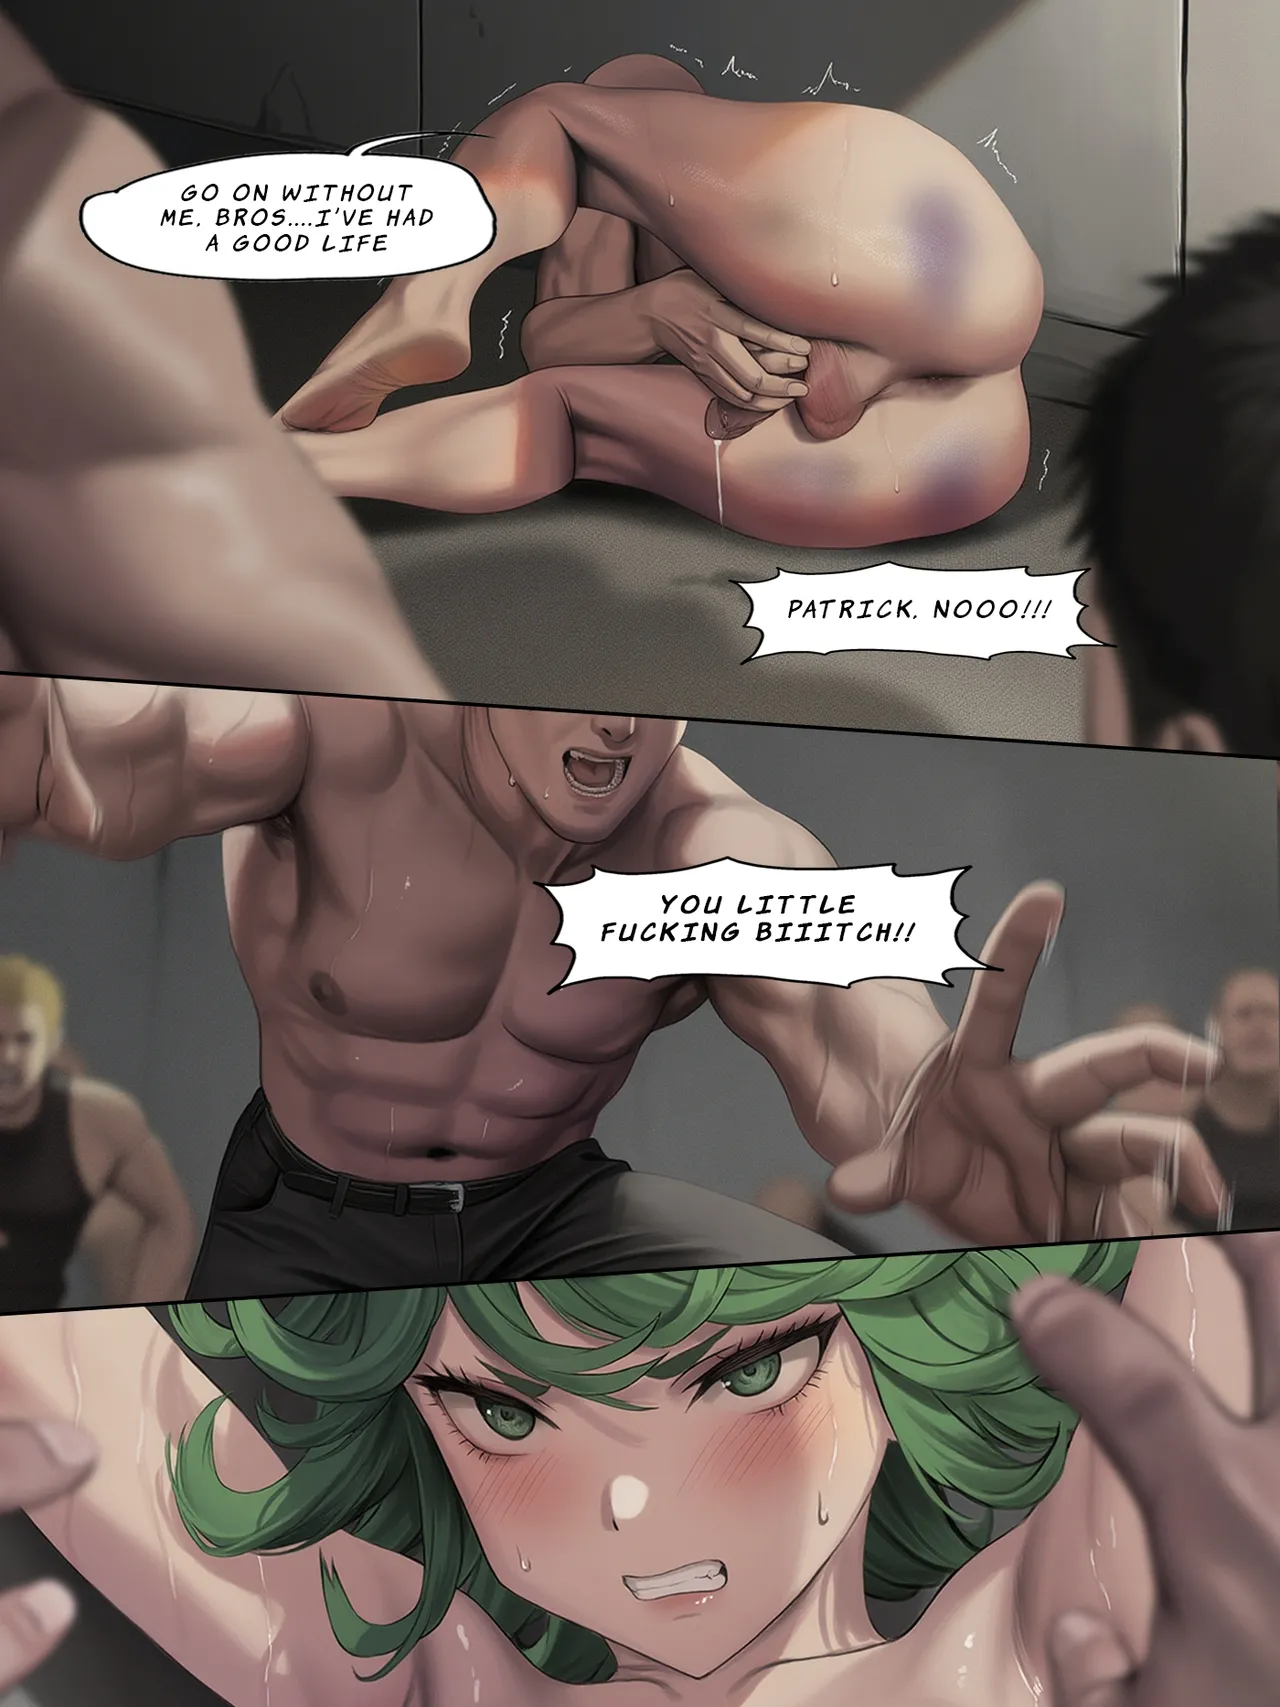 GO ON WITHOUT
ME, BROS....I'VE HAD
A GOOD LIFE
PATRICK, NOOO!!!
YOU LITTLE
FUCKING BIIITCH!!